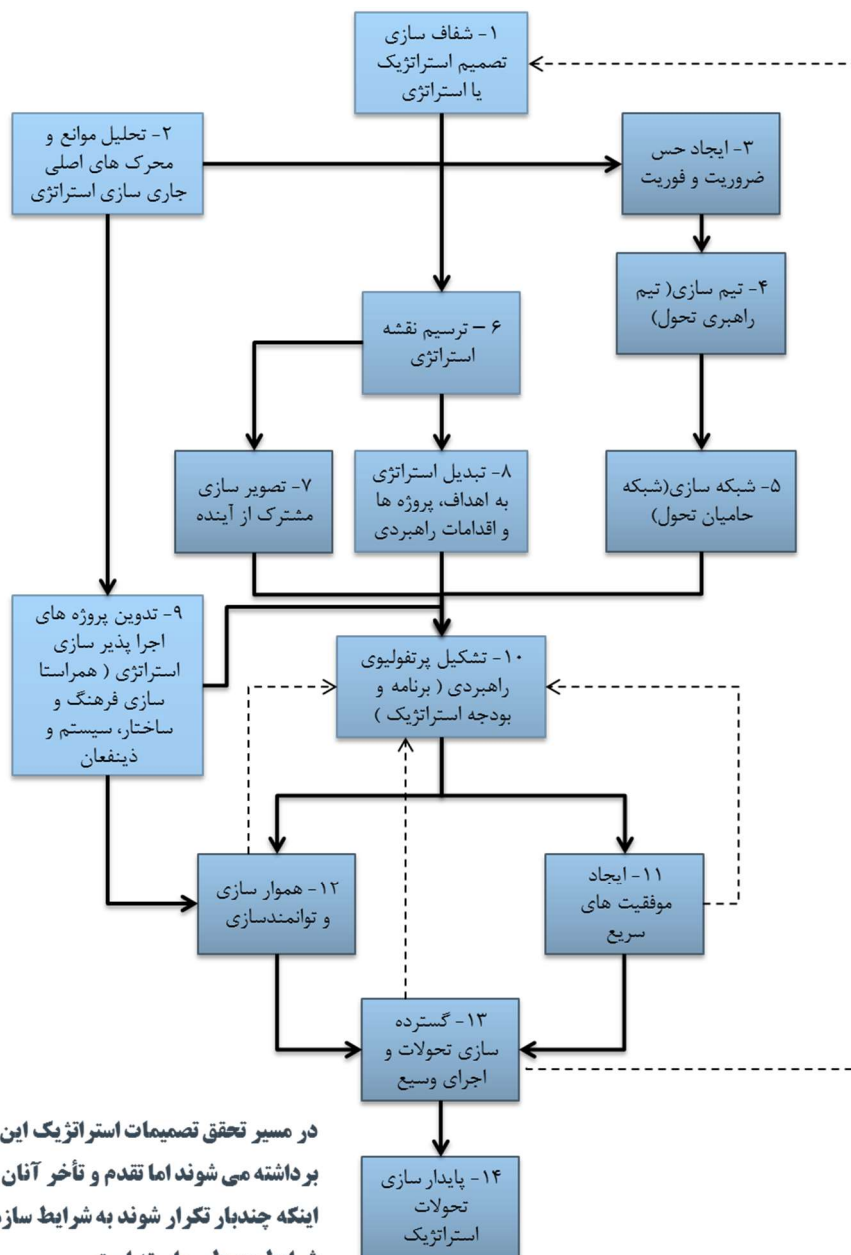 ۱- شفاف سازی
تصمیم استراتژیک
یا استراتژی
۲- تحلیل موانع و
محرک های اصلی
جاری سازی استراتژی
۳- ایجاد حس
ضروریت و فوریت
۴- تیم سازی( تیم
راهبری تحول)
۶ – ترسیم نقشه
استراتژی
۵- شبکه سازی(شبکه
حامیان تحول)
۸- تبدیل استراتژی
به اهداف، پروژه ها
و اقدامات راهبردی
۷- تصویر سازی
مشترک از آینده
۹- تدوین پروژه های
اجرا پذیر سازی
استراتژی ( همراستا
سازی فرهنگ و
ساختار، سیستم و
ذینفعان
۱۰- تشکیل پرتفولیوی
راهبردی ( برنامه و
بودجه استراتژیک )
۱۱- ایجاد
موفقیت های
سریع
۱۲- هموار سازی
و توانمندسازی
۱۳- گسترده
سازی تحولات و
اجرای وسیع
۱۴- پایدار سازی
تحولات
استراتژیک
در مسیر تحقق تصمیمات استراتژیک این
برداشته می شوند اما تقدم و تأخر آنان
اینکه چندبار تکرار شوند به شرایط